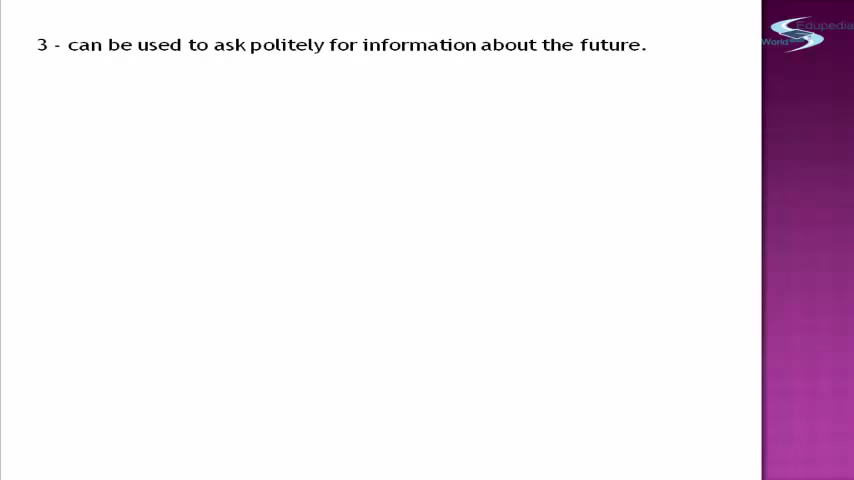 3 - can be used to ask politely for information about the future.
Edupedia
World